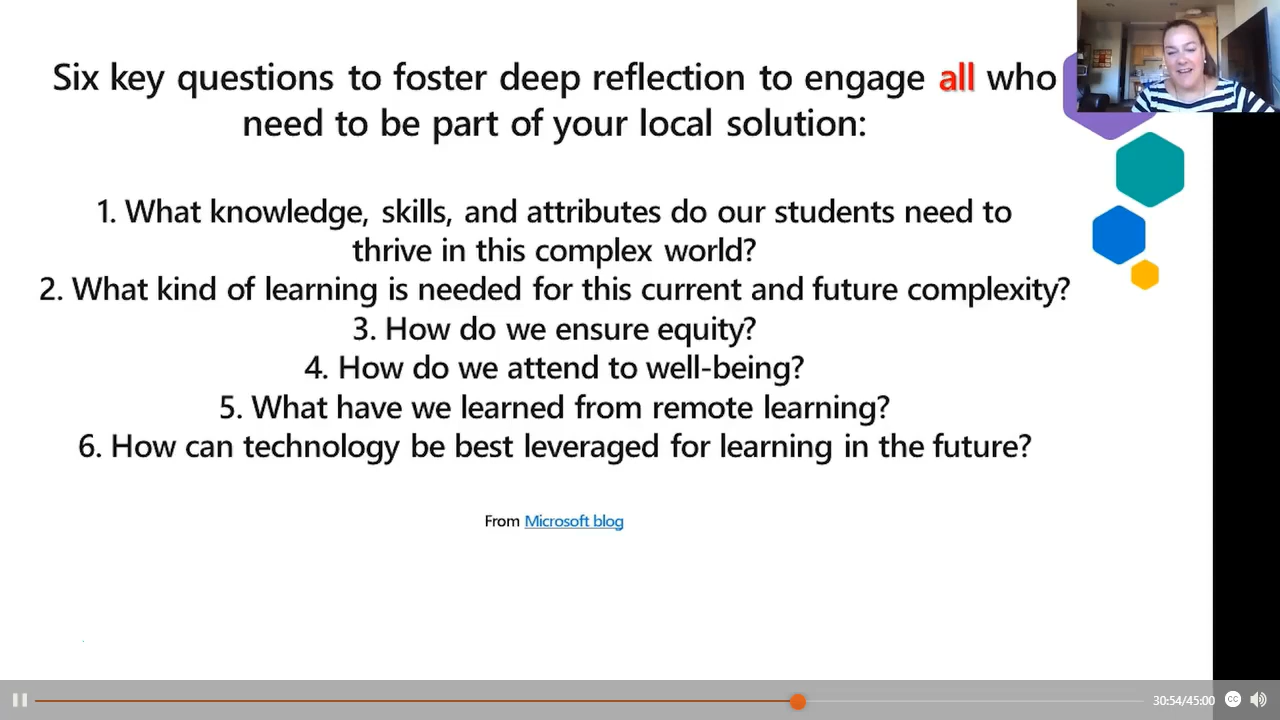 Six key questions to foster deep reflection to engage all who
need to be part of your local solution:
1. What knowledge, skills, and attributes do our students need to
thrive in this complex world?
2. What kind of learning is needed for this current and future complexity?
3. How do we ensure equity?
4. How do we attend to well-being?
5. What have we learned from remote learning?
6. How can technology be best leveraged for learning in the future?
From Microsoft blog
30:54/45:00
CC